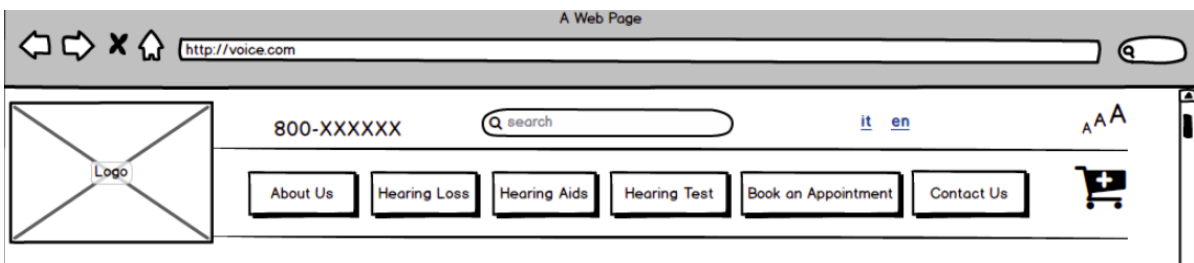 A Web Page
http://voice.com
800-XXXXXX
search
it en
A A A
Logo
About Us
Hearing Loss
Hearing Aids
Hearing Test
Book an Appointment
Contact Us